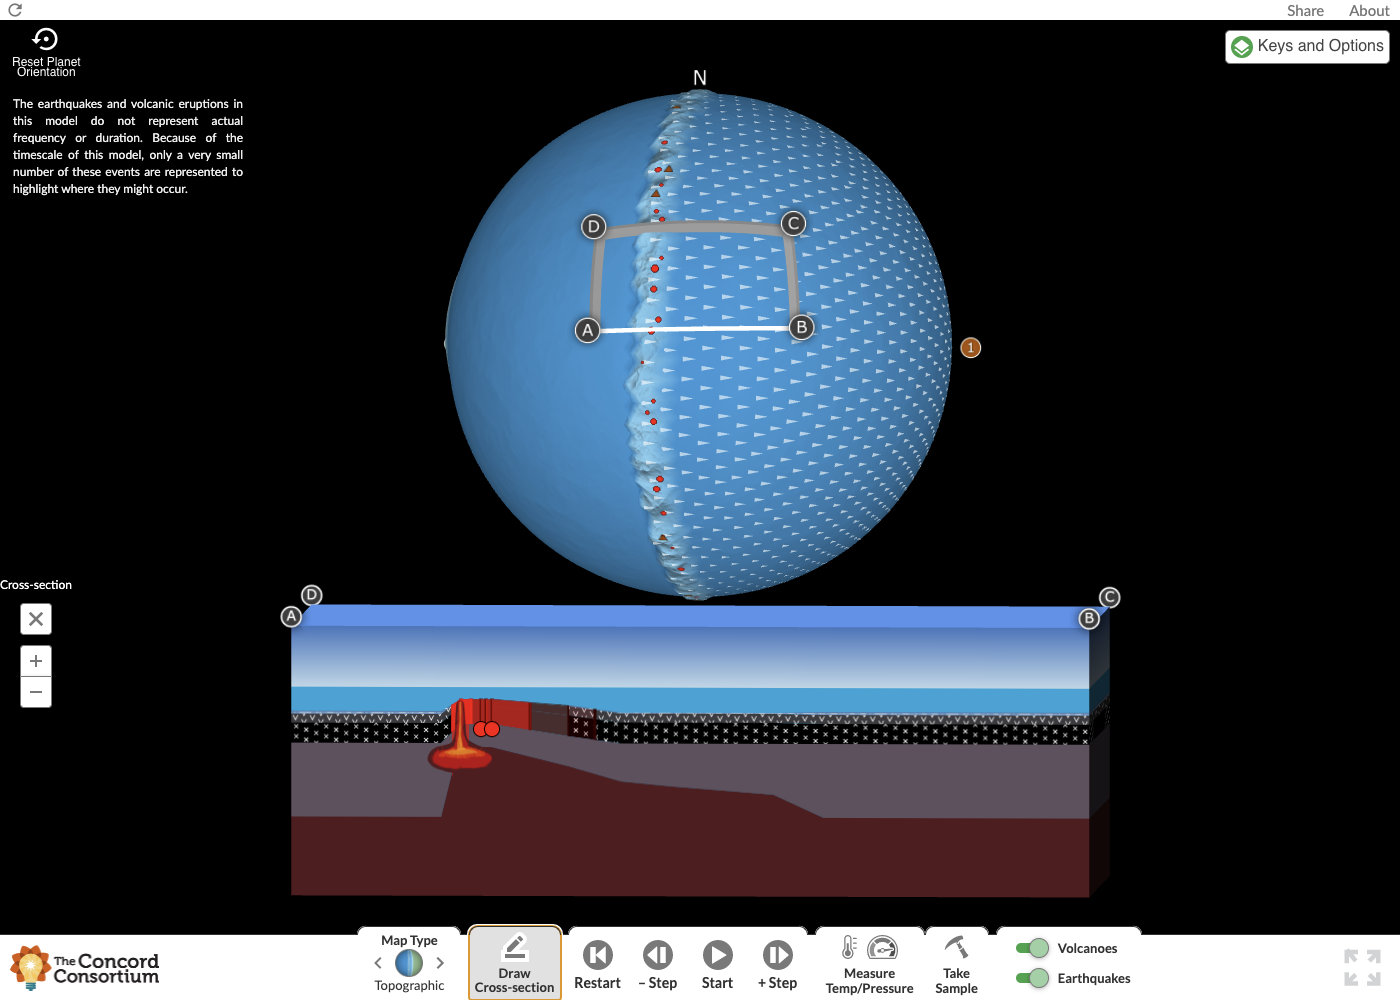 Share About
Reset Planet
Orientation
Keys and Options
N
The earthquakes and volcanic eruptions in
this model do not represent actual
frequency or duration. Because of the
timescale of this model, only a very small
number of these events are represented to
highlight where they might occur.
D C
A B
1
Cross-section
D C
A B
Map Type
Topographic
Draw
Cross-section
Restart
– Step
Start
+ Step
Measure
Temp/Pressure
Take
Sample
Volcanoes
Earthquakes
The Concord
Consortium